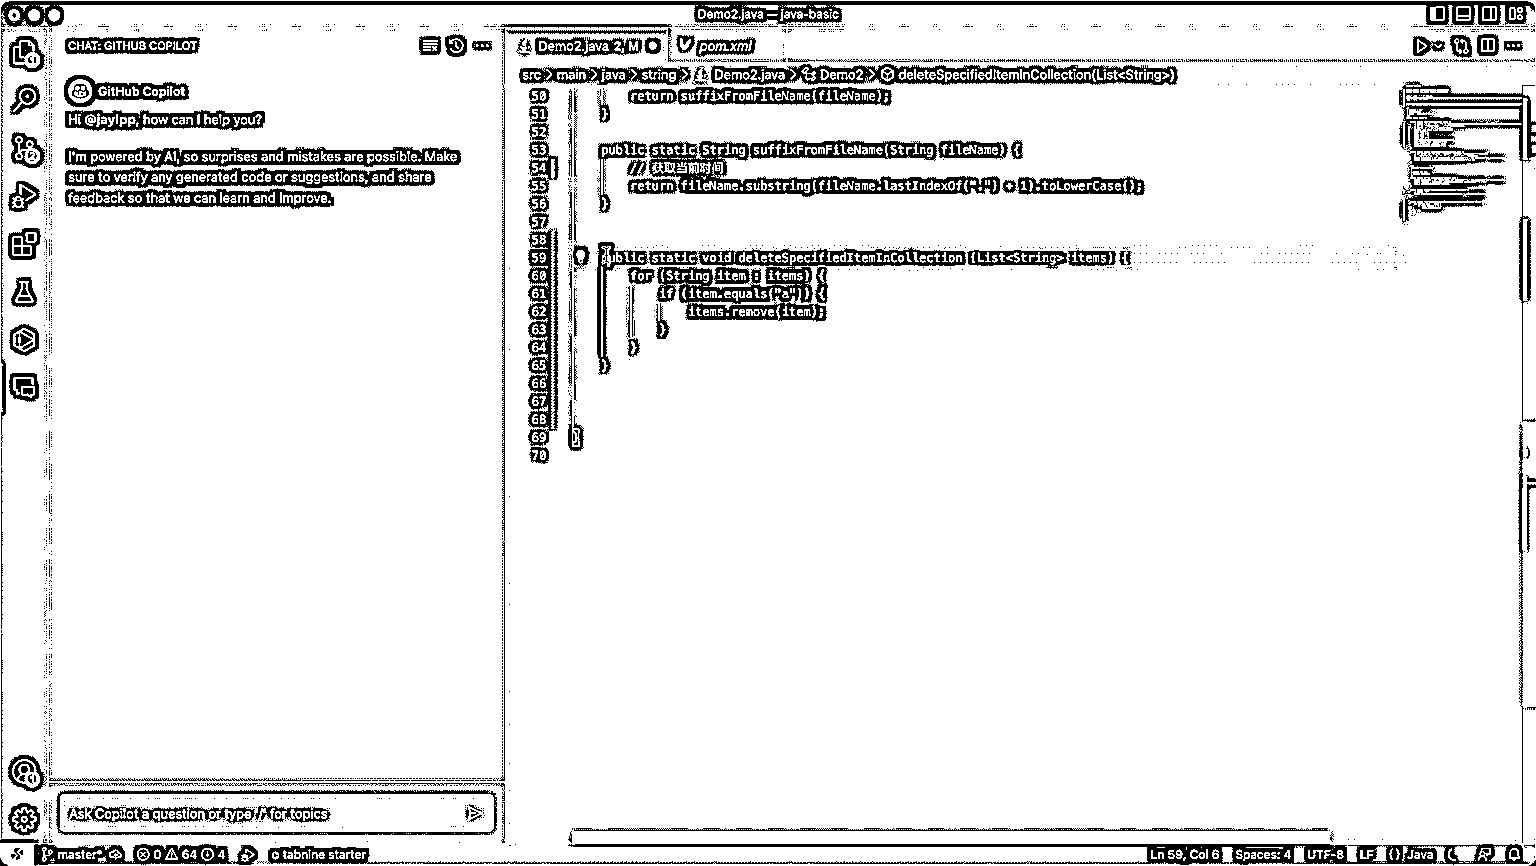 Demo2.java — java-basic
CHAT: GITHUB COPILOT
GitHub Copilot
Hi @jaylpp, how can I help you?
I'm powered by AI, so surprises and mistakes are possible. Make
sure to verify any generated code or suggestions, and share
feedback so that we can learn and improve.
Ask Copilot a question or type / for topics
Demo2.java 2, M
pom.xml
src > main > java > string > Demo2.java > Demo2 > deleteSpecifiedItemInCollection(List<String>)
50 return suffixFromFileName(fileName);
51 }
52
53 public static String suffixFromFileName(String fileName) {
54 /// 获取当前时间
55 return fileName.substring(fileName.lastIndexOf(".") + 1).toLowerCase();
56 }
57
58
59 public static void deleteSpecifiedItemInCollection (List<String> items) {
60 for (String item : items) {
61 if (item.equals("a")) {
62 items.remove(item);
63 }
64 }
65 }
66
67
68
69 }
70
master* 0 64 4 tabnine starter
Ln 59, Col 6 Spaces: 4 UTF-8 LF {} Java